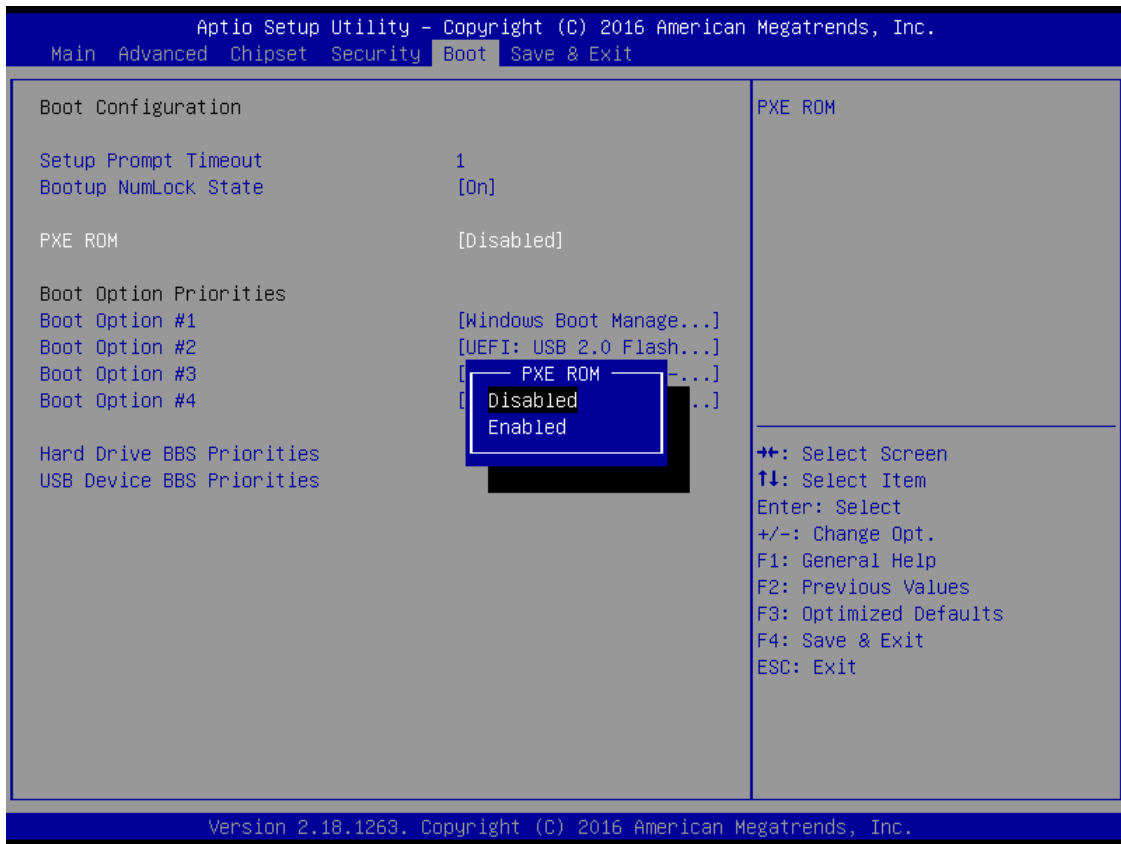 Aptio Setup Utility – Copyright (C) 2016 American Megatrends, Inc.
Main Advanced Chipset Security Boot Save & Exit
Boot Configuration
Setup Prompt Timeout 1
Bootup NumLock State [On]
PXE ROM [Disabled]
Boot Option Priorities
Boot Option #1 [Windows Boot Manage...]
Boot Option #2 [UEFI: USB 2.0 Flash...]
Boot Option #3 [ –...]
Boot Option #4 [ ..]
Hard Drive BBS Priorities
USB Device BBS Priorities
PXE ROM
Disabled
Enabled
PXE ROM
→←: Select Screen
↑↓: Select Item
Enter: Select
+/–: Change Opt.
F1: General Help
F2: Previous Values
F3: Optimized Defaults
F4: Save & Exit
ESC: Exit
Version 2.18.1263. Copyright (C) 2016 American Megatrends, Inc.